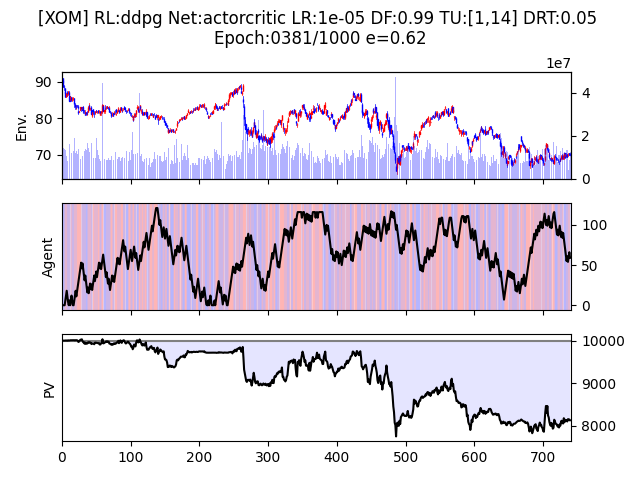 [XOM] RL:ddpg Net:actorcritic LR:1e-05 DF:0.99 TU:[1,14] DRT:0.05
Epoch:0381/1000 e=0.62
1e7
Env.
90
80
70
4
2
0
Agent
100
50
0
PV
10000
9000
8000
0 100 200 300 400 500 600 700